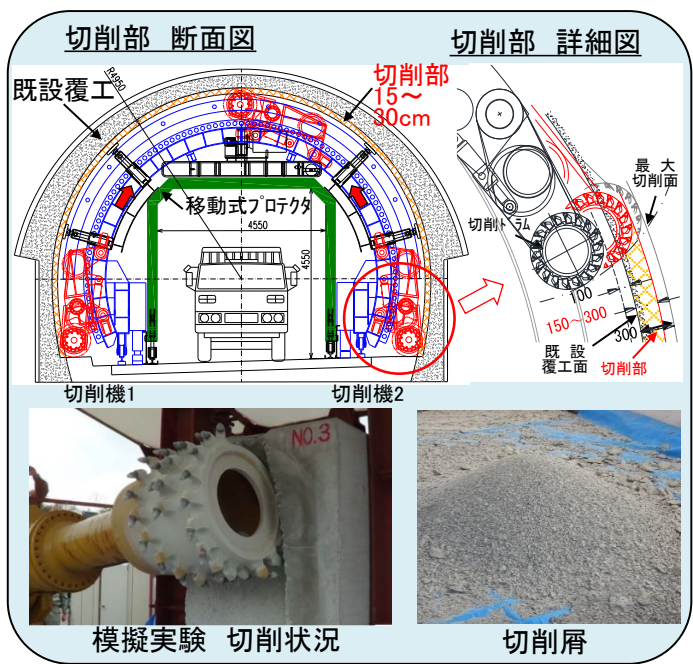 切削部 断面図
切削部 詳細図
R4950
既設覆工
切削部
15～
30cm
移動式プロテクタ
4550
4550
切削機1
切削機2
最大
切削面
切削ドラム
100
150～300
300
既設
覆工面
切削部
NO.3
模擬実験 切削状況
切削屑